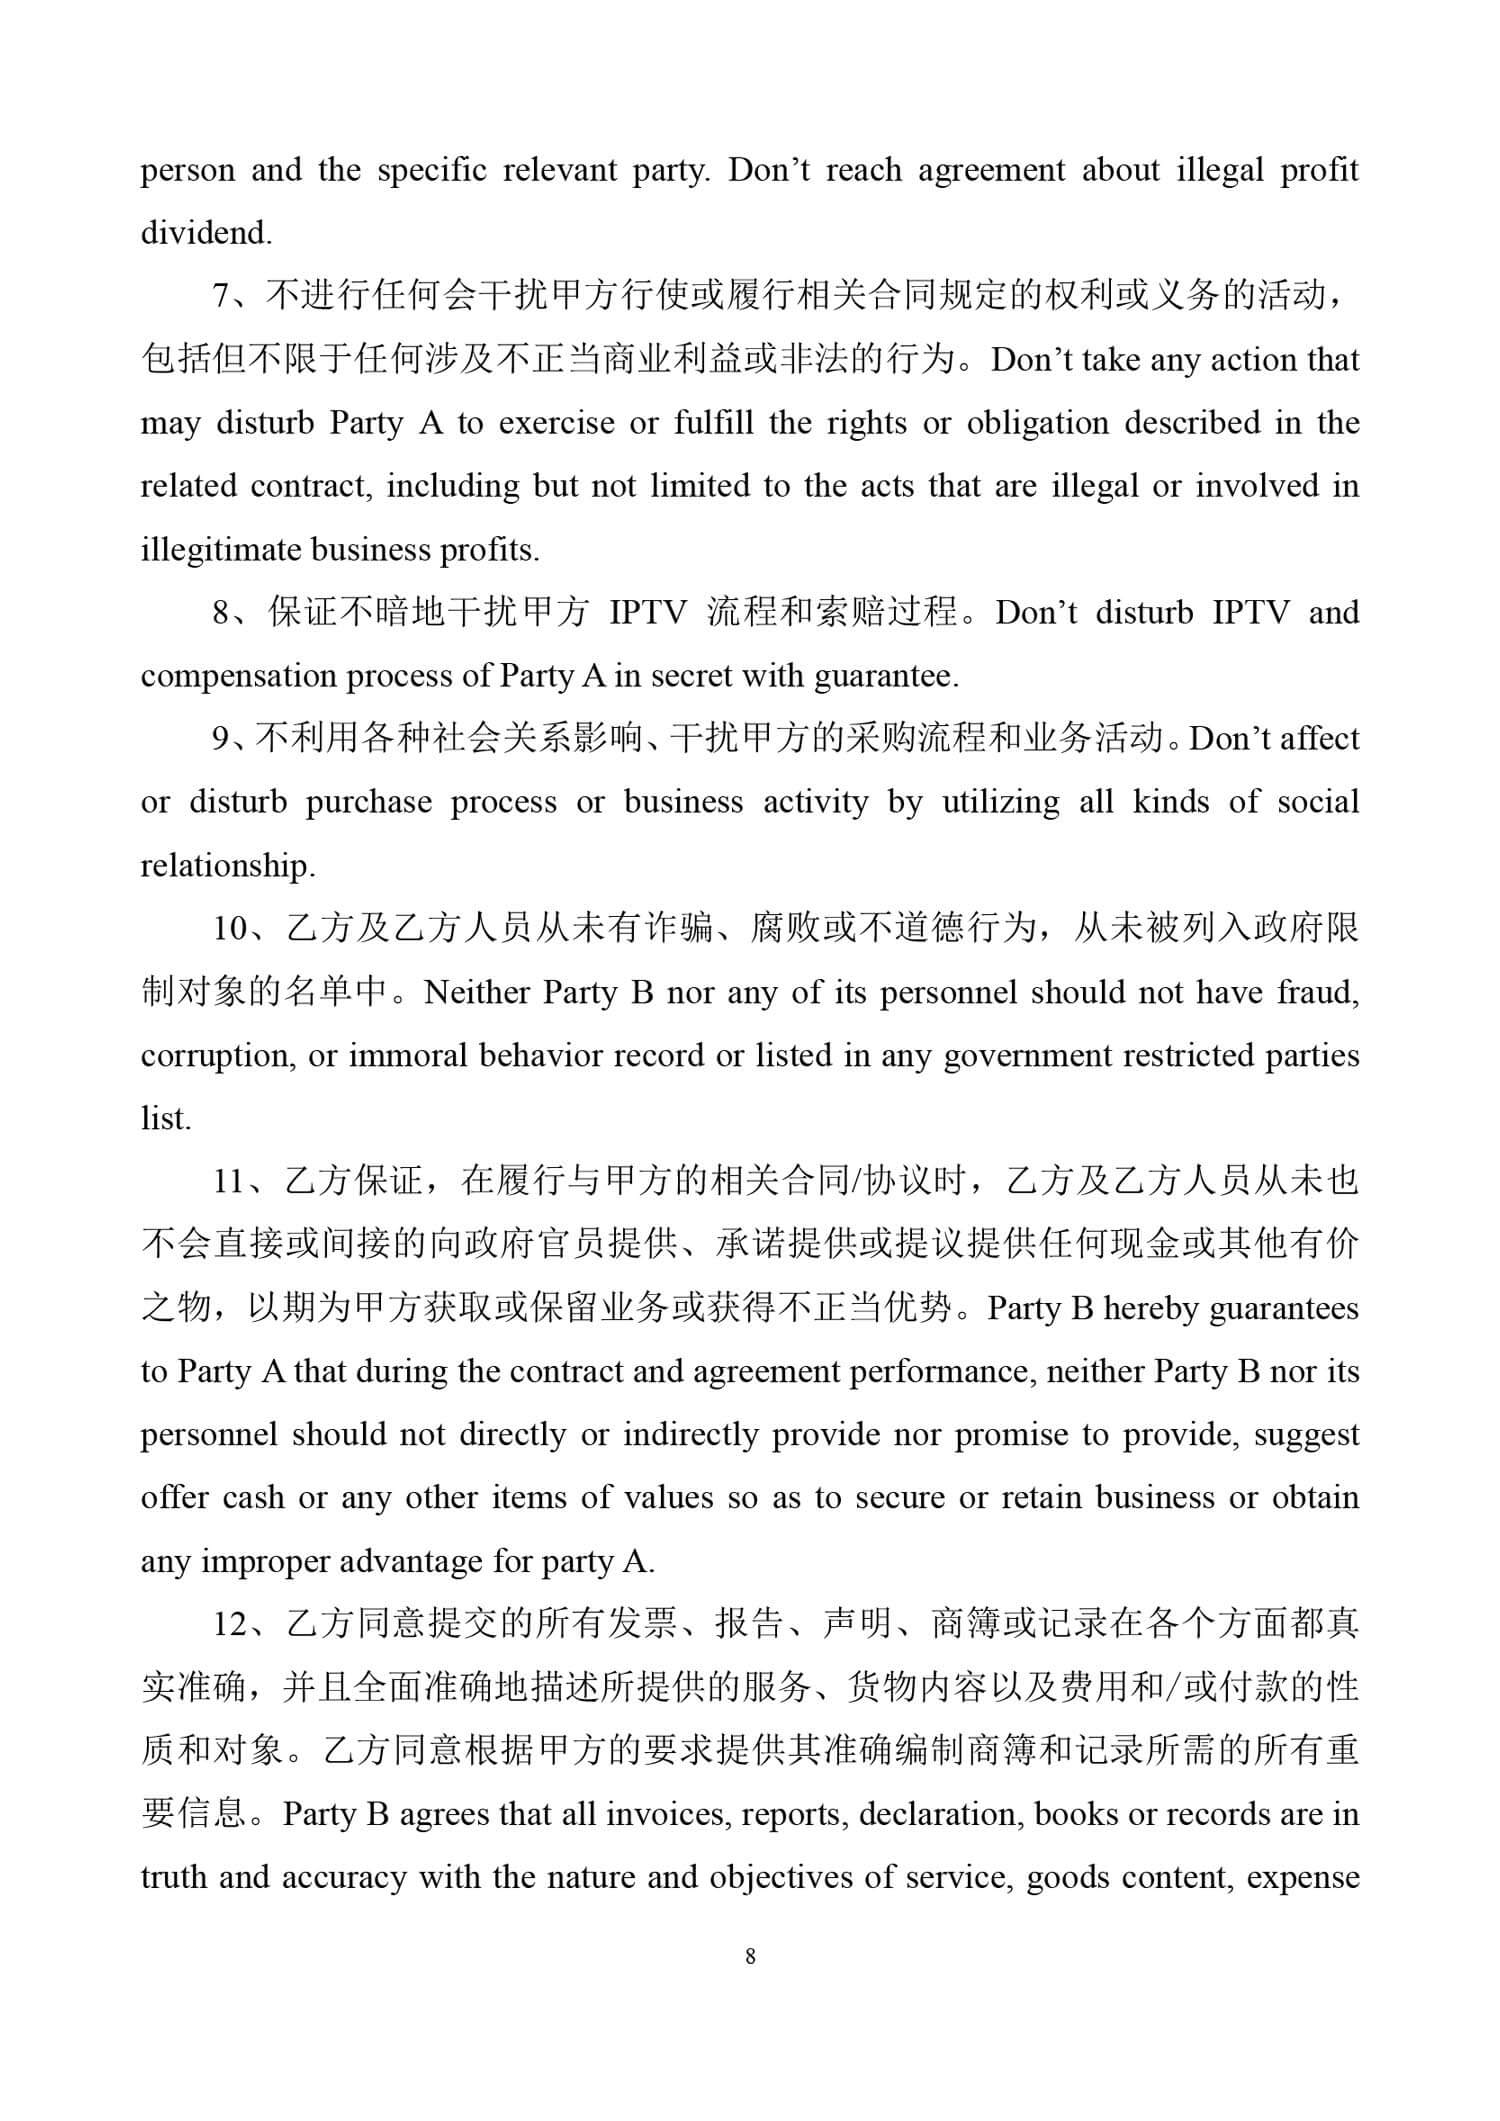 person and the specific relevant party. Don’t reach agreement about illegal profit
dividend.
7、不进行任何会干扰甲方行使或履行相关合同规定的权利或义务的活动，
包括但不限于任何涉及不正当商业利益或非法的行为。Don’t take any action that
may disturb Party A to exercise or fulfill the rights or obligation described in the
related contract, including but not limited to the acts that are illegal or involved in
illegitimate business profits.
8、保证不暗地干扰甲方 IPTV 流程和索赔过程。Don’t disturb IPTV and
compensation process of Party A in secret with guarantee.
9、不利用各种社会关系影响、干扰甲方的采购流程和业务活动。Don’t affect
or disturb purchase process or business activity by utilizing all kinds of social
relationship.
10、乙方及乙方人员从未有诈骗、腐败或不道德行为，从未被列入政府限
制对象的名单中。Neither Party B nor any of its personnel should not have fraud,
corruption, or immoral behavior record or listed in any government restricted parties
list.
11、乙方保证，在履行与甲方的相关合同/协议时，乙方及乙方人员从未也
不会直接或间接的向政府官员提供、承诺提供或提议提供任何现金或其他有价
之物，以期为甲方获取或保留业务或获得不正当优势。Party B hereby guarantees
to Party A that during the contract and agreement performance, neither Party B nor its
personnel should not directly or indirectly provide nor promise to provide, suggest
offer cash or any other items of values so as to secure or retain business or obtain
any improper advantage for party A.
12、乙方同意提交的所有发票、报告、声明、商簿或记录在各个方面都真
实准确，并且全面准确地描述所提供的服务、货物内容以及费用和/或付款的性
质和对象。乙方同意根据甲方的要求提供其准确编制商簿和记录所需的所有重
要信息。Party B agrees that all invoices, reports, declaration, books or records are in
truth and accuracy with the nature and objectives of service, goods content, expense
8